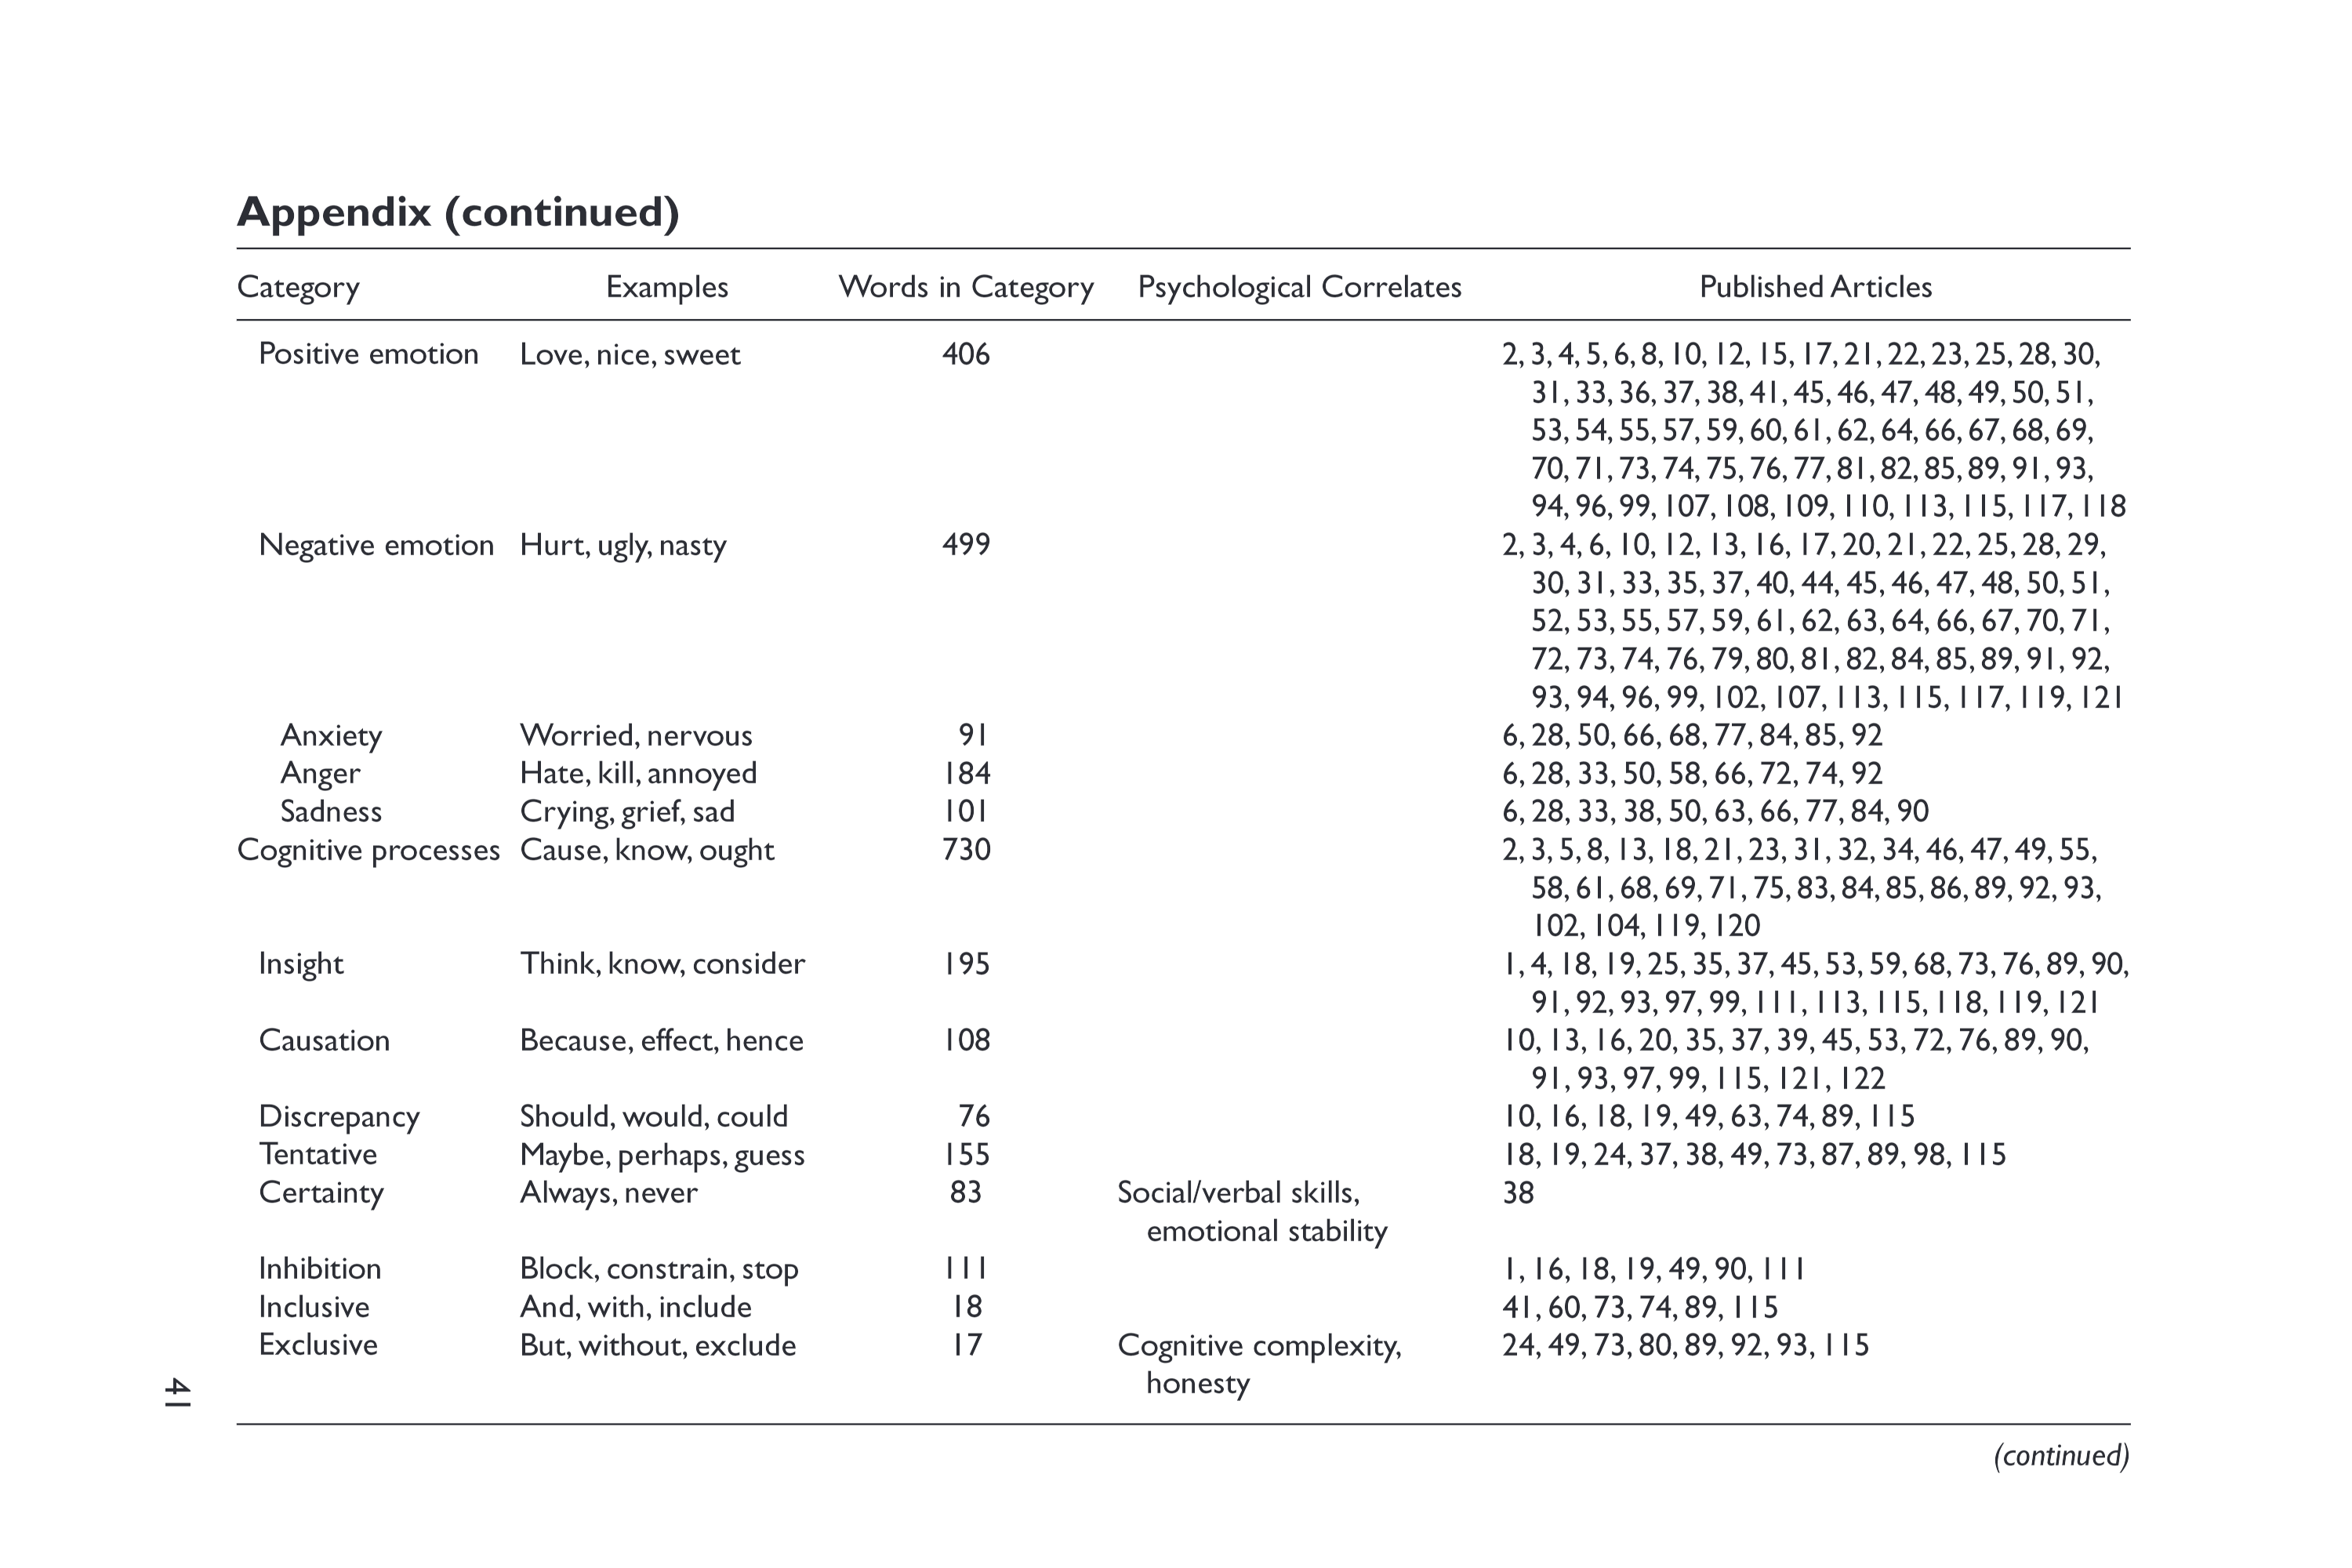 Appendix (continued)
Category Examples Words in Category Psychological Correlates Published Articles
Positive emotion Love, nice, sweet 406 2, 3, 4, 5, 6, 8, 10, 12, 15, 17, 21, 22, 23, 25, 28, 30,
31, 33, 36, 37, 38, 41, 45, 46, 47, 48, 49, 50, 51,
53, 54, 55, 57, 59, 60, 61, 62, 64, 66, 67, 68, 69,
70, 71, 73, 74, 75, 76, 77, 81, 82, 85, 89, 91, 93,
94, 96, 99, 107, 108, 109, 110, 113, 115, 117, 118
Negative emotion Hurt, ugly, nasty 499 2, 3, 4, 6, 10, 12, 13, 16, 17, 20, 21, 22, 25, 28, 29,
30, 31, 33, 35, 37, 40, 44, 45, 46, 47, 48, 50, 51,
52, 53, 55, 57, 59, 61, 62, 63, 64, 66, 67, 70, 71,
72, 73, 74, 76, 79, 80, 81, 82, 84, 85, 89, 91, 92,
93, 94, 96, 99, 102, 107, 113, 115, 117, 119, 121
Anxiety Worried, nervous 91 6, 28, 50, 66, 68, 77, 84, 85, 92
Anger Hate, kill, annoyed 184 6, 28, 33, 50, 58, 66, 72, 74, 92
Sadness Crying, grief, sad 101 6, 28, 33, 38, 50, 63, 66, 77, 84, 90
Cognitive processes Cause, know, ought 730 2, 3, 5, 8, 13, 18, 21, 23, 31, 32, 34, 46, 47, 49, 55,
58, 61, 68, 69, 71, 75, 83, 84, 85, 86, 89, 92, 93,
102, 104, 119, 120
Insight Think, know, consider 195 1, 4, 18, 19, 25, 35, 37, 45, 53, 59, 68, 73, 76, 89, 90,
91, 92, 93, 97, 99, 111, 113, 115, 118, 119, 121
Causation Because, effect, hence 108 10, 13, 16, 20, 35, 37, 39, 45, 53, 72, 76, 89, 90,
91, 93, 97, 99, 115, 121, 122
Discrepancy Should, would, could 76 10, 16, 18, 19, 49, 63, 74, 89, 115
Tentative Maybe, perhaps, guess 155 18, 19, 24, 37, 38, 49, 73, 87, 89, 98, 115
Certainty Always, never 83 Social/verbal skills, 38
emotional stability
Inhibition Block, constrain, stop 111 1, 16, 18, 19, 49, 90, 111
Inclusive And, with, include 18 41, 60, 73, 74, 89, 115
Exclusive But, without, exclude 17 Cognitive complexity, 24, 49, 73, 80, 89, 92, 93, 115
honesty
41
(continued)